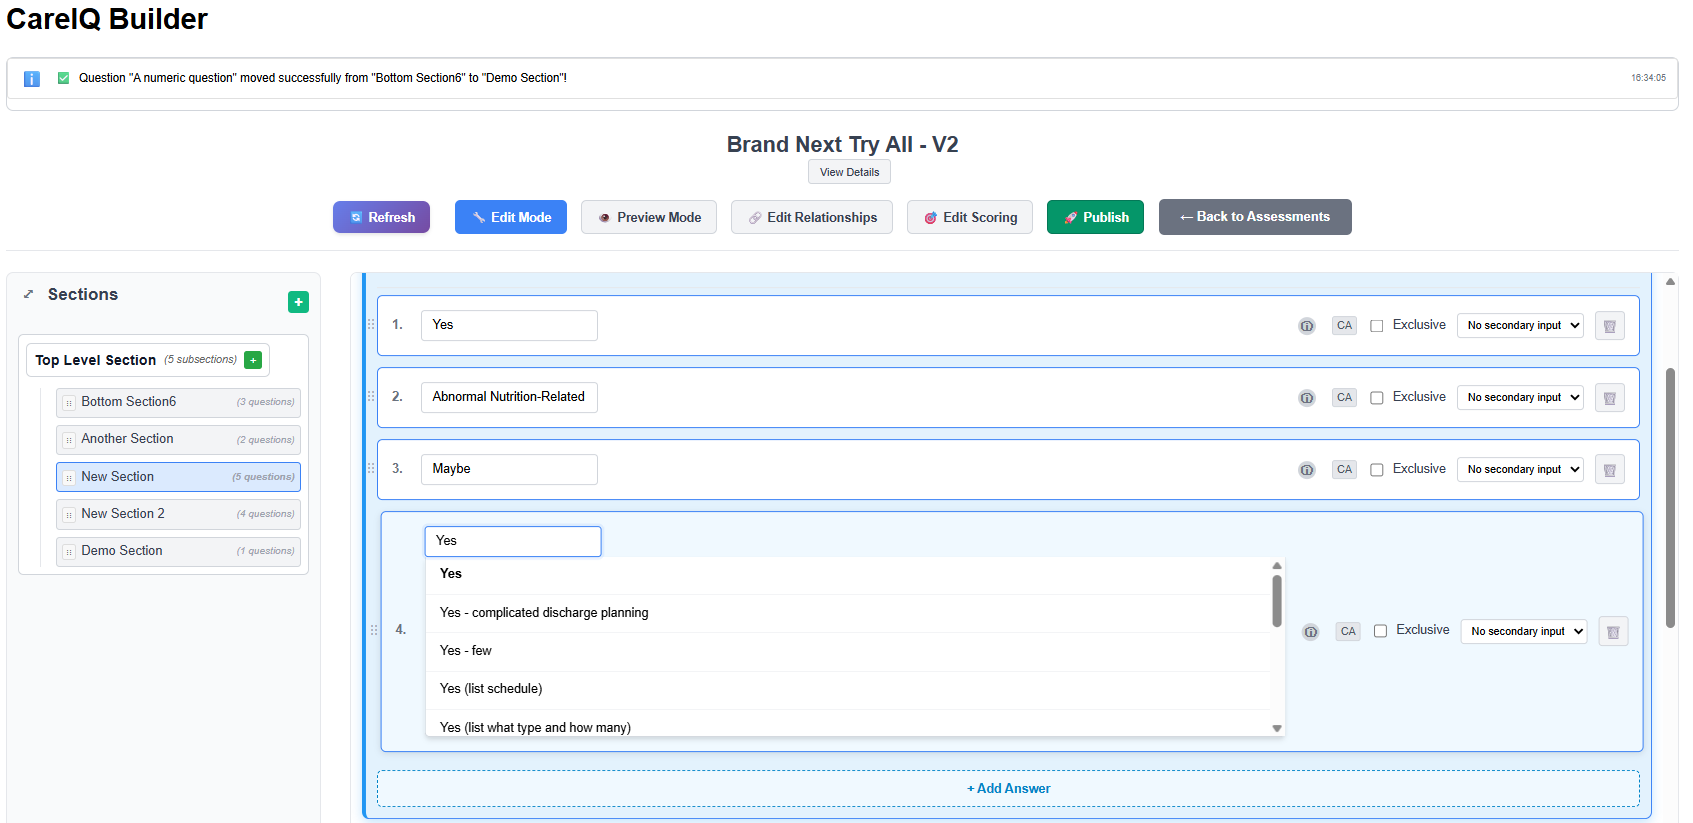 CareIQ Builder
Question "A numeric question" moved successfully from "Bottom Section6" to "Demo Section"!
16:34:05
Brand Next Try All - V2
View Details
Refresh
Edit Mode
Preview Mode
Edit Relationships
Edit Scoring
Publish
← Back to Assessments
Sections
+
Top Level Section (5 subsections) +
Bottom Section6 (3 questions)
Another Section (2 questions)
New Section (5 questions)
New Section 2 (4 questions)
Demo Section (1 questions)
1. Yes CA Exclusive No secondary input
2. Abnormal Nutrition-Related CA Exclusive No secondary input
3. Maybe CA Exclusive No secondary input
Yes
Yes
Yes - complicated discharge planning
Yes - few
4. CA Exclusive No secondary input
Yes (list schedule)
Yes (list what type and how many)
+ Add Answer